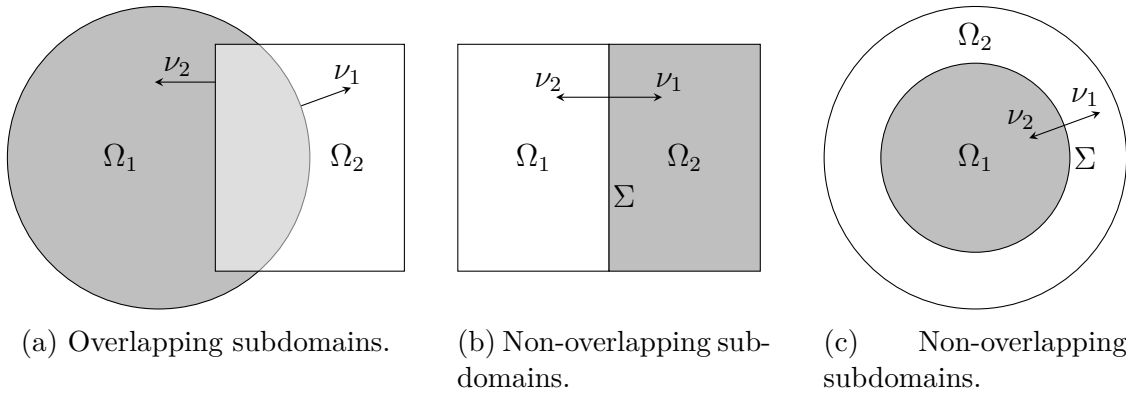 ν₂
ν₁
Ω₁
Ω₂
(a) Overlapping subdomains.
ν₂ ν₁
Ω₁
Ω₂
Σ
(b) Non-overlapping sub-
domains.
Ω₂
ν₁
ν₂
Ω₁
Σ
(c) Non-overlapping
subdomains.